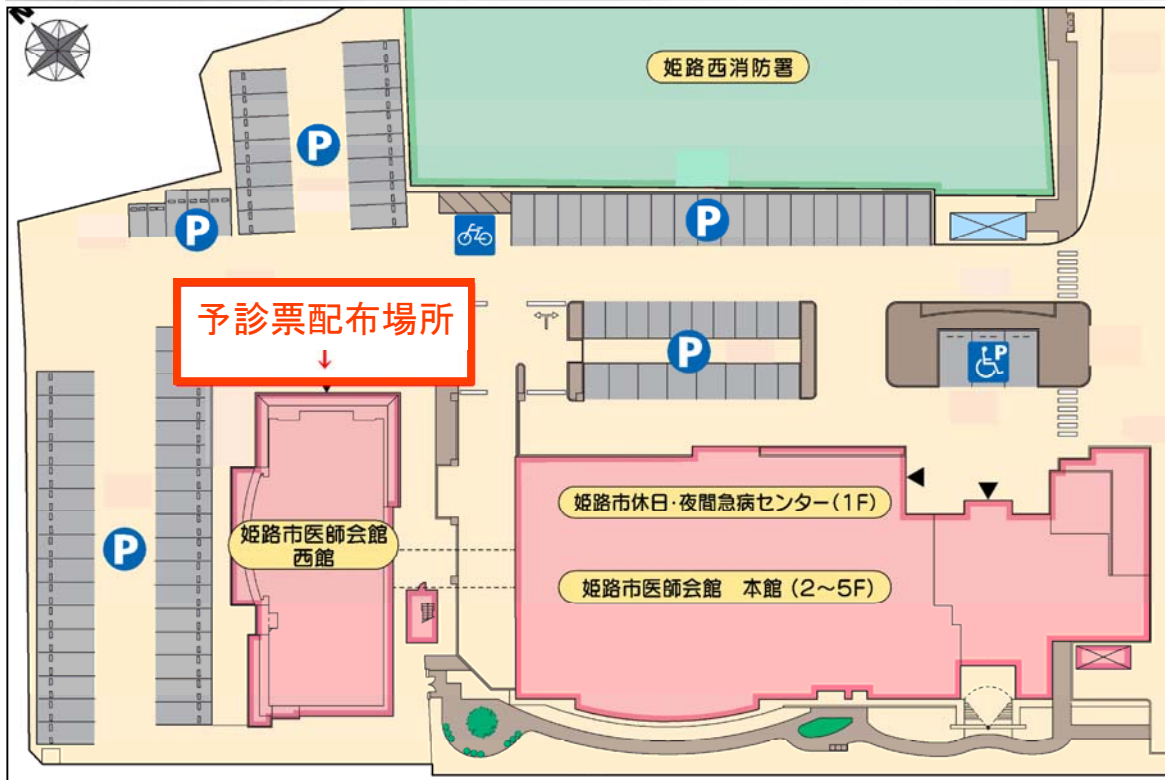 N
姫路西消防署
P
P
P
予診票配布場所
↓
P
P
姫路市休日・夜間急病センター(1F)
姫路市医師会館
西館
P
姫路市医師会館 本館(2~5F)